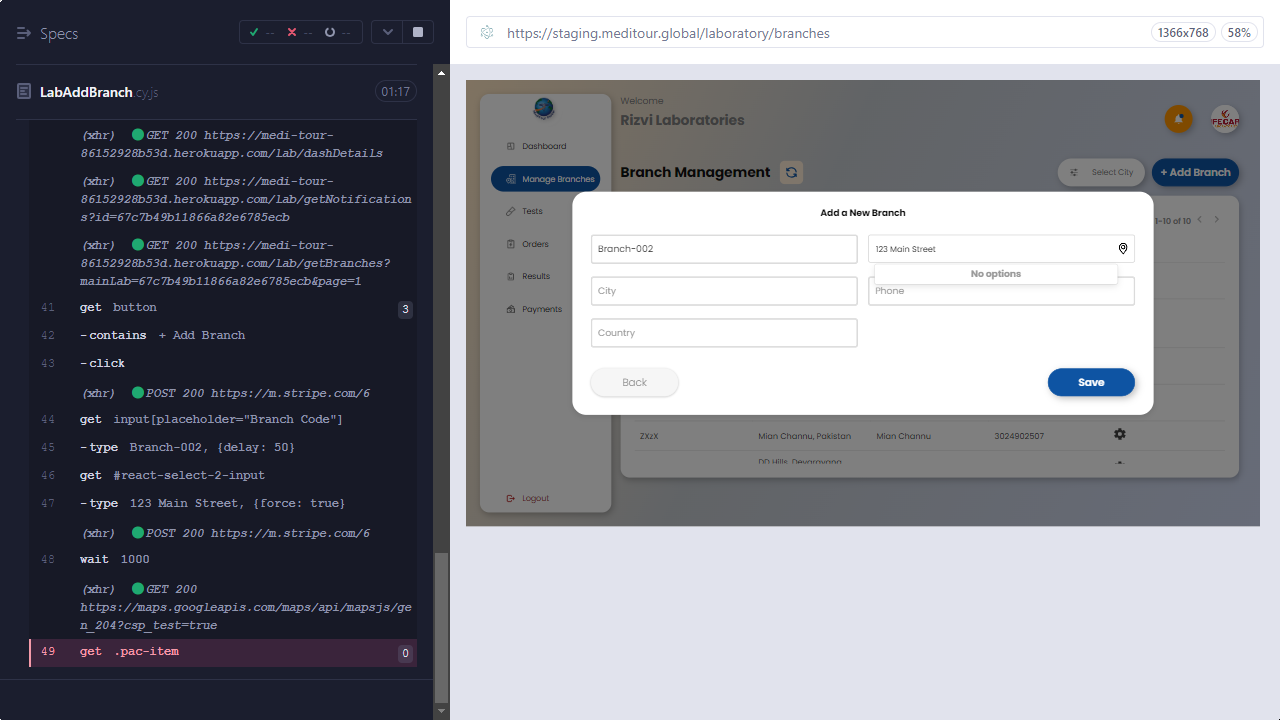 Specs
--
--
--
https://staging.meditour.global/laboratory/branches
1366x768
58%
LabAddBranch.cy.js
01:17
(xhr) GET 200 https://medi-tour-
86152928b53d.herokuapp.com/lab/dashDetails
(xhr) GET 200 https://medi-tour-
86152928b53d.herokuapp.com/lab/getNotification
s?id=67c7b49b11866a82e6785ecb
(xhr) GET 200 https://medi-tour-
86152928b53d.herokuapp.com/lab/getBranches?
mainLab=67c7b49b11866a82e6785ecb&page=1
41 get button 3
42 -contains + Add Branch
43 -click
(xhr) POST 200 https://m.stripe.com/6
44 get input[placeholder="Branch Code"]
45 -type Branch-002, {delay: 50}
46 get #react-select-2-input
47 -type 123 Main Street, {force: true}
(xhr) POST 200 https://m.stripe.com/6
48 wait 1000
(xhr) GET 200
https://maps.googleapis.com/maps/api/mapsjs/ge
n_204?csp_test=true
49 get .pac-item 0
Dashboard
Manage Branches
Tests
Orders
Results
Payments
Logout
Welcome
Rizvi Laboratories
Branch Management
Select City
+ Add Branch
1-10 of 10
Add a New Branch
Branch-002
123 Main Street
No options
City
Phone
Country
Back
Save
ZXzX
Mian Channu, Pakistan
Mian Channu
3024902507
DD Hills, Devarayana